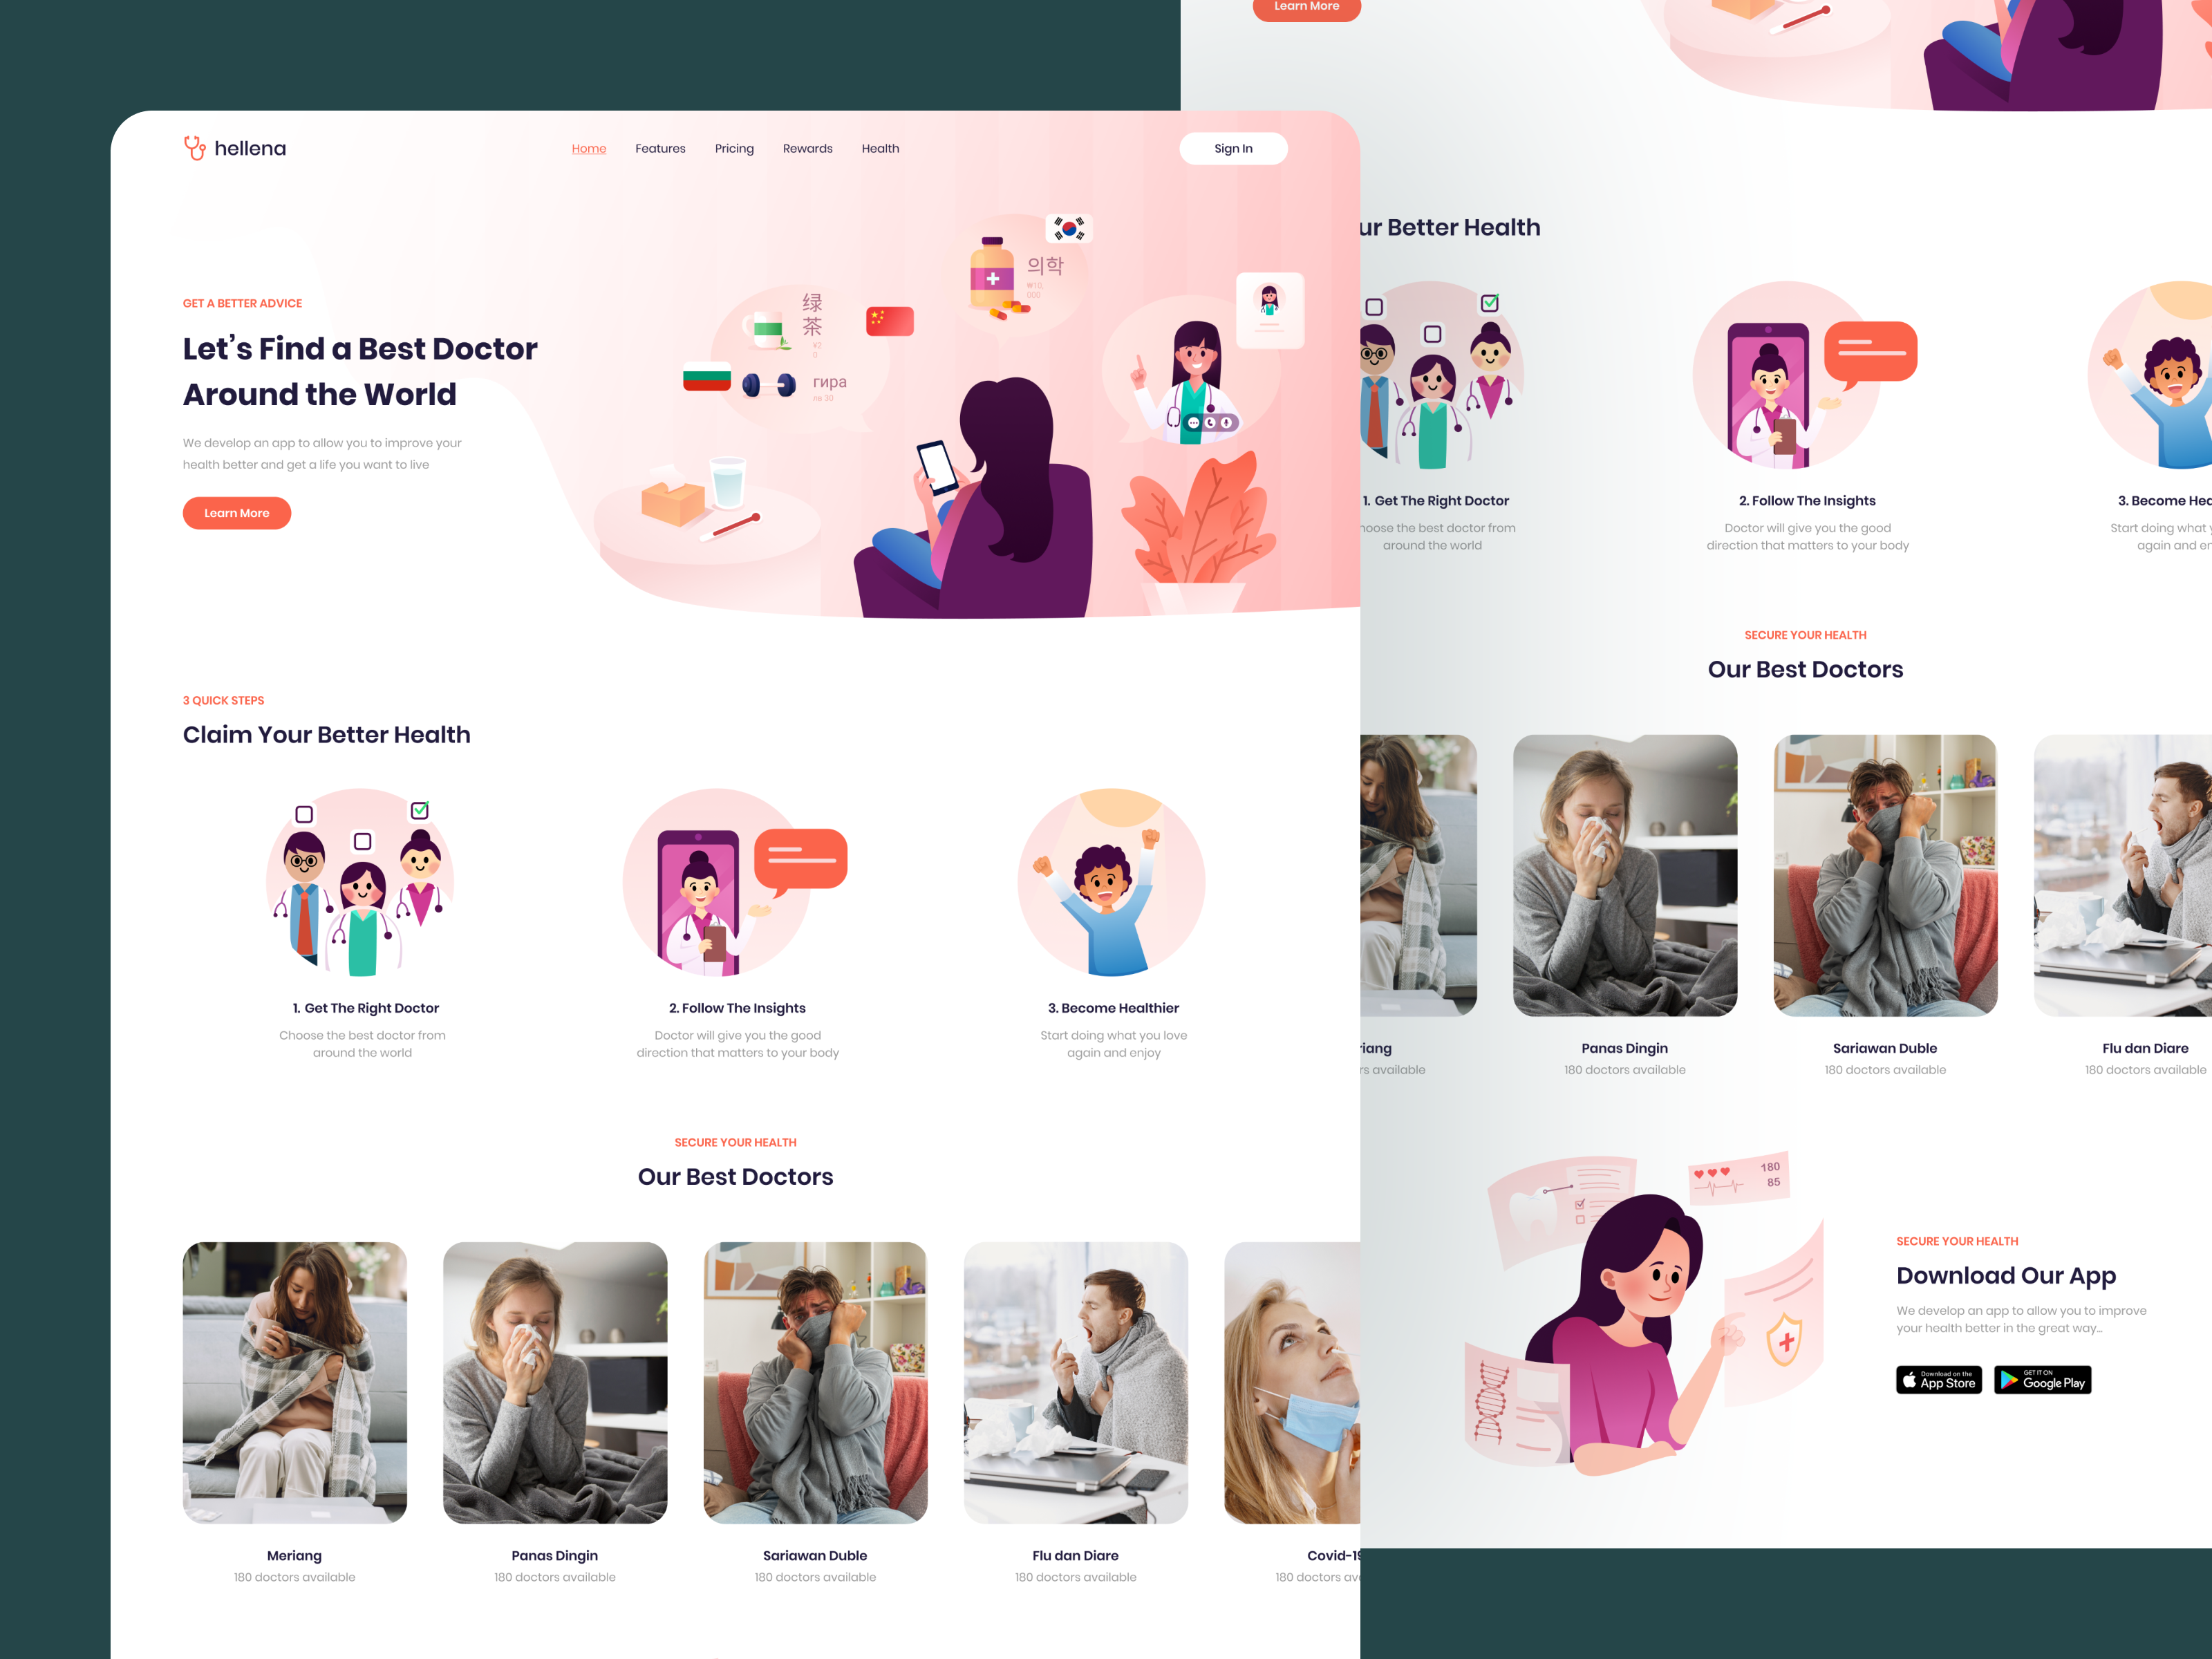 hellena
Home Features Pricing Rewards Health
Sign In
GET A BETTER ADVICE
Let's Find a Best Doctor
Around the World
We develop an app to allow you to improve your
health better and get a life you want to live
Learn More
绿
茶
¥2
0
гира
лв 30
의학
₩10,
000
3 QUICK STEPS
Claim Your Better Health
1. Get The Right Doctor
Choose the best doctor from
around the world
2. Follow The Insights
Doctor will give you the good
direction that matters to your body
3. Become Healthier
Start doing what you love
again and enjoy
SECURE YOUR HEALTH
Our Best Doctors
Meriang
180 doctors available
Panas Dingin
180 doctors available
Sariawan Duble
180 doctors available
Flu dan Diare
180 doctors available
Covid-19
180 doctors av
Learn More
ur Better Health
1. Get The Right Doctor
hoose the best doctor from
around the world
2. Follow The Insights
Doctor will give you the good
direction that matters to your body
3. Become Hea
Start doing what y
again and en
SECURE YOUR HEALTH
Our Best Doctors
riang
rs available
Panas Dingin
180 doctors available
Sariawan Duble
180 doctors available
Flu dan Diare
180 doctors available
180
85
SECURE YOUR HEALTH
Download Our App
We develop an app to allow you to improve
your health better in the great way...
Download on the
App Store
GET IT ON
Google Play